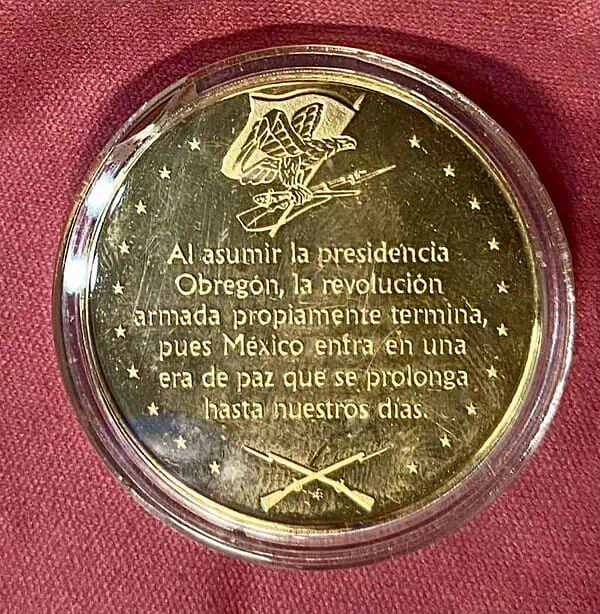 Al asumir la presidencia
Obregón, la revolución
armada propiamente termina,
pues México entra en una
era de paz que se prolonga
hasta nuestros días.